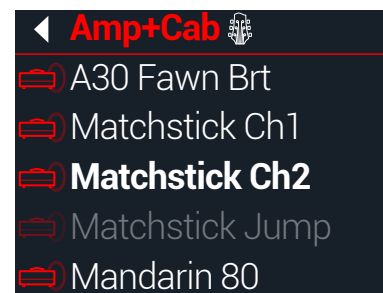 Amp+Cab
A30 Fawn Brt
Matchstick Ch1
Matchstick Ch2
Matchstick Jump
Mandarin 80